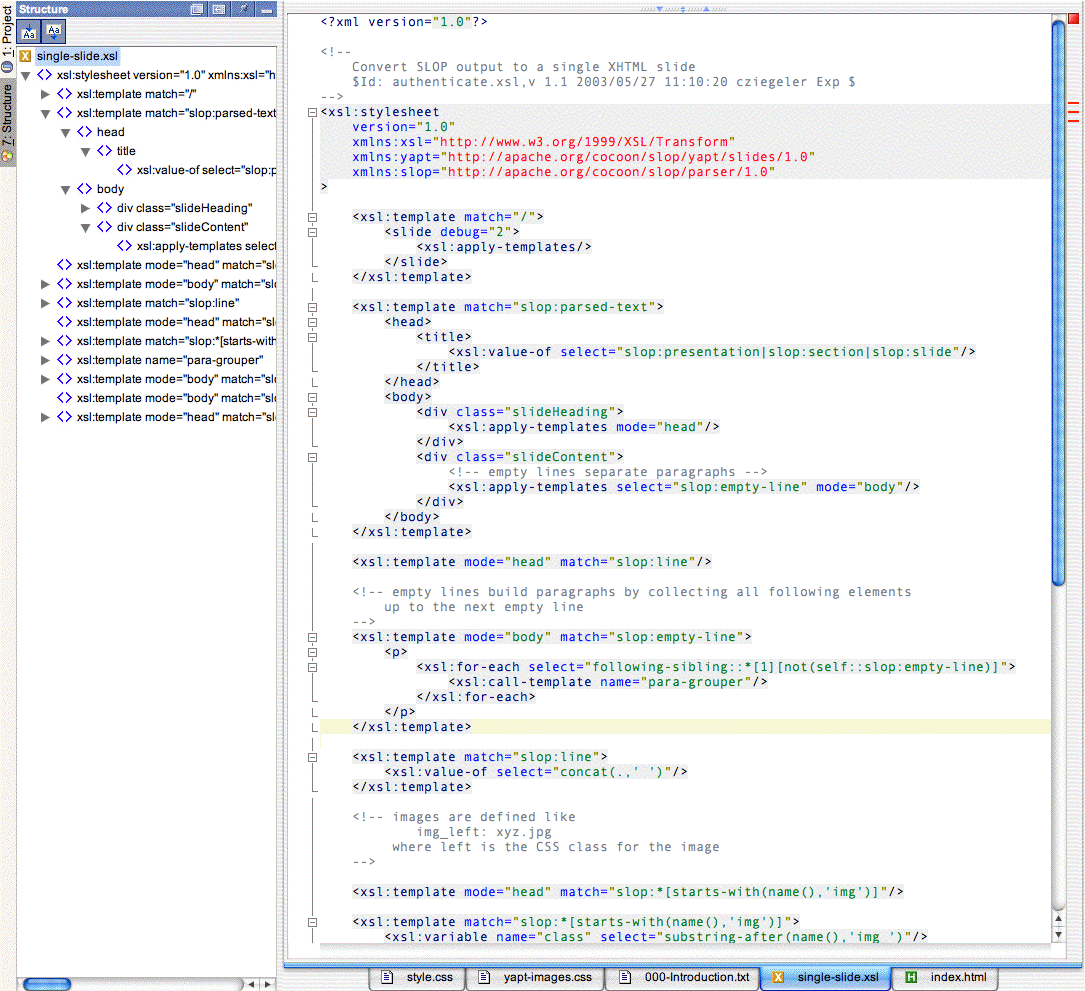 Structure
1: Project
7: Structure
single-slide.xsl
xsl:stylesheet version="1.0" xmlns:xsl="h
xsl:template match="/"
xsl:template match="slop:parsed-text
head
title
xsl:value-of select="slop:p
body
div class="slideHeading"
div class="slideContent"
xsl:apply-templates select
xsl:template mode="head" match="sl
xsl:template mode="body" match="slo
xsl:template match="slop:line"
xsl:template mode="head" match="sl
xsl:template match="slop:*[starts-with
xsl:template name="para-grouper"
xsl:template mode="body" match="slo
xsl:template mode="body" match="slo
xsl:template mode="head" match="sl
<?xml version="1.0"?>
<!--
Convert SLOP output to a single XHTML slide
$Id: authenticate.xsl,v 1.1 2003/05/27 11:10:20 cziegeler Exp $
-->
<xsl:stylesheet
version="1.0"
xmlns:xsl="http://www.w3.org/1999/XSL/Transform"
xmlns:yapt="http://apache.org/cocoon/slop/yapt/slides/1.0"
xmlns:slop="http://apache.org/cocoon/slop/parser/1.0"
>
<xsl:template match="/">
<slide debug="2">
<xsl:apply-templates/>
</slide>
</xsl:template>
<xsl:template match="slop:parsed-text">
<head>
<title>
<xsl:value-of select="slop:presentation|slop:section|slop:slide"/>
</title>
</head>
<body>
<div class="slideHeading">
<xsl:apply-templates mode="head"/>
</div>
<div class="slideContent">
<!-- empty lines separate paragraphs -->
<xsl:apply-templates select="slop:empty-line" mode="body"/>
</div>
</body>
</xsl:template>
<xsl:template mode="head" match="slop:line"/>
<!-- empty lines build paragraphs by collecting all following elements
up to the next empty line
-->
<xsl:template mode="body" match="slop:empty-line">
<p>
<xsl:for-each select="following-sibling::*[1][not(self::slop:empty-line)]">
<xsl:call-template name="para-grouper"/>
</xsl:for-each>
</p>
</xsl:template>
<xsl:template match="slop:line">
<xsl:value-of select="concat(.,' ')"/>
</xsl:template>
<!-- images are defined like
img_left: xyz.jpg
where left is the CSS class for the image
-->
<xsl:template mode="head" match="slop:*[starts-with(name(),'img')]"/>
<xsl:template match="slop:*[starts-with(name(),'img')]">
<xsl:variable name="class" select="substring-after(name(),'img_')"/>
style.css
yapt-images.css
000-Introduction.txt
single-slide.xsl
index.html